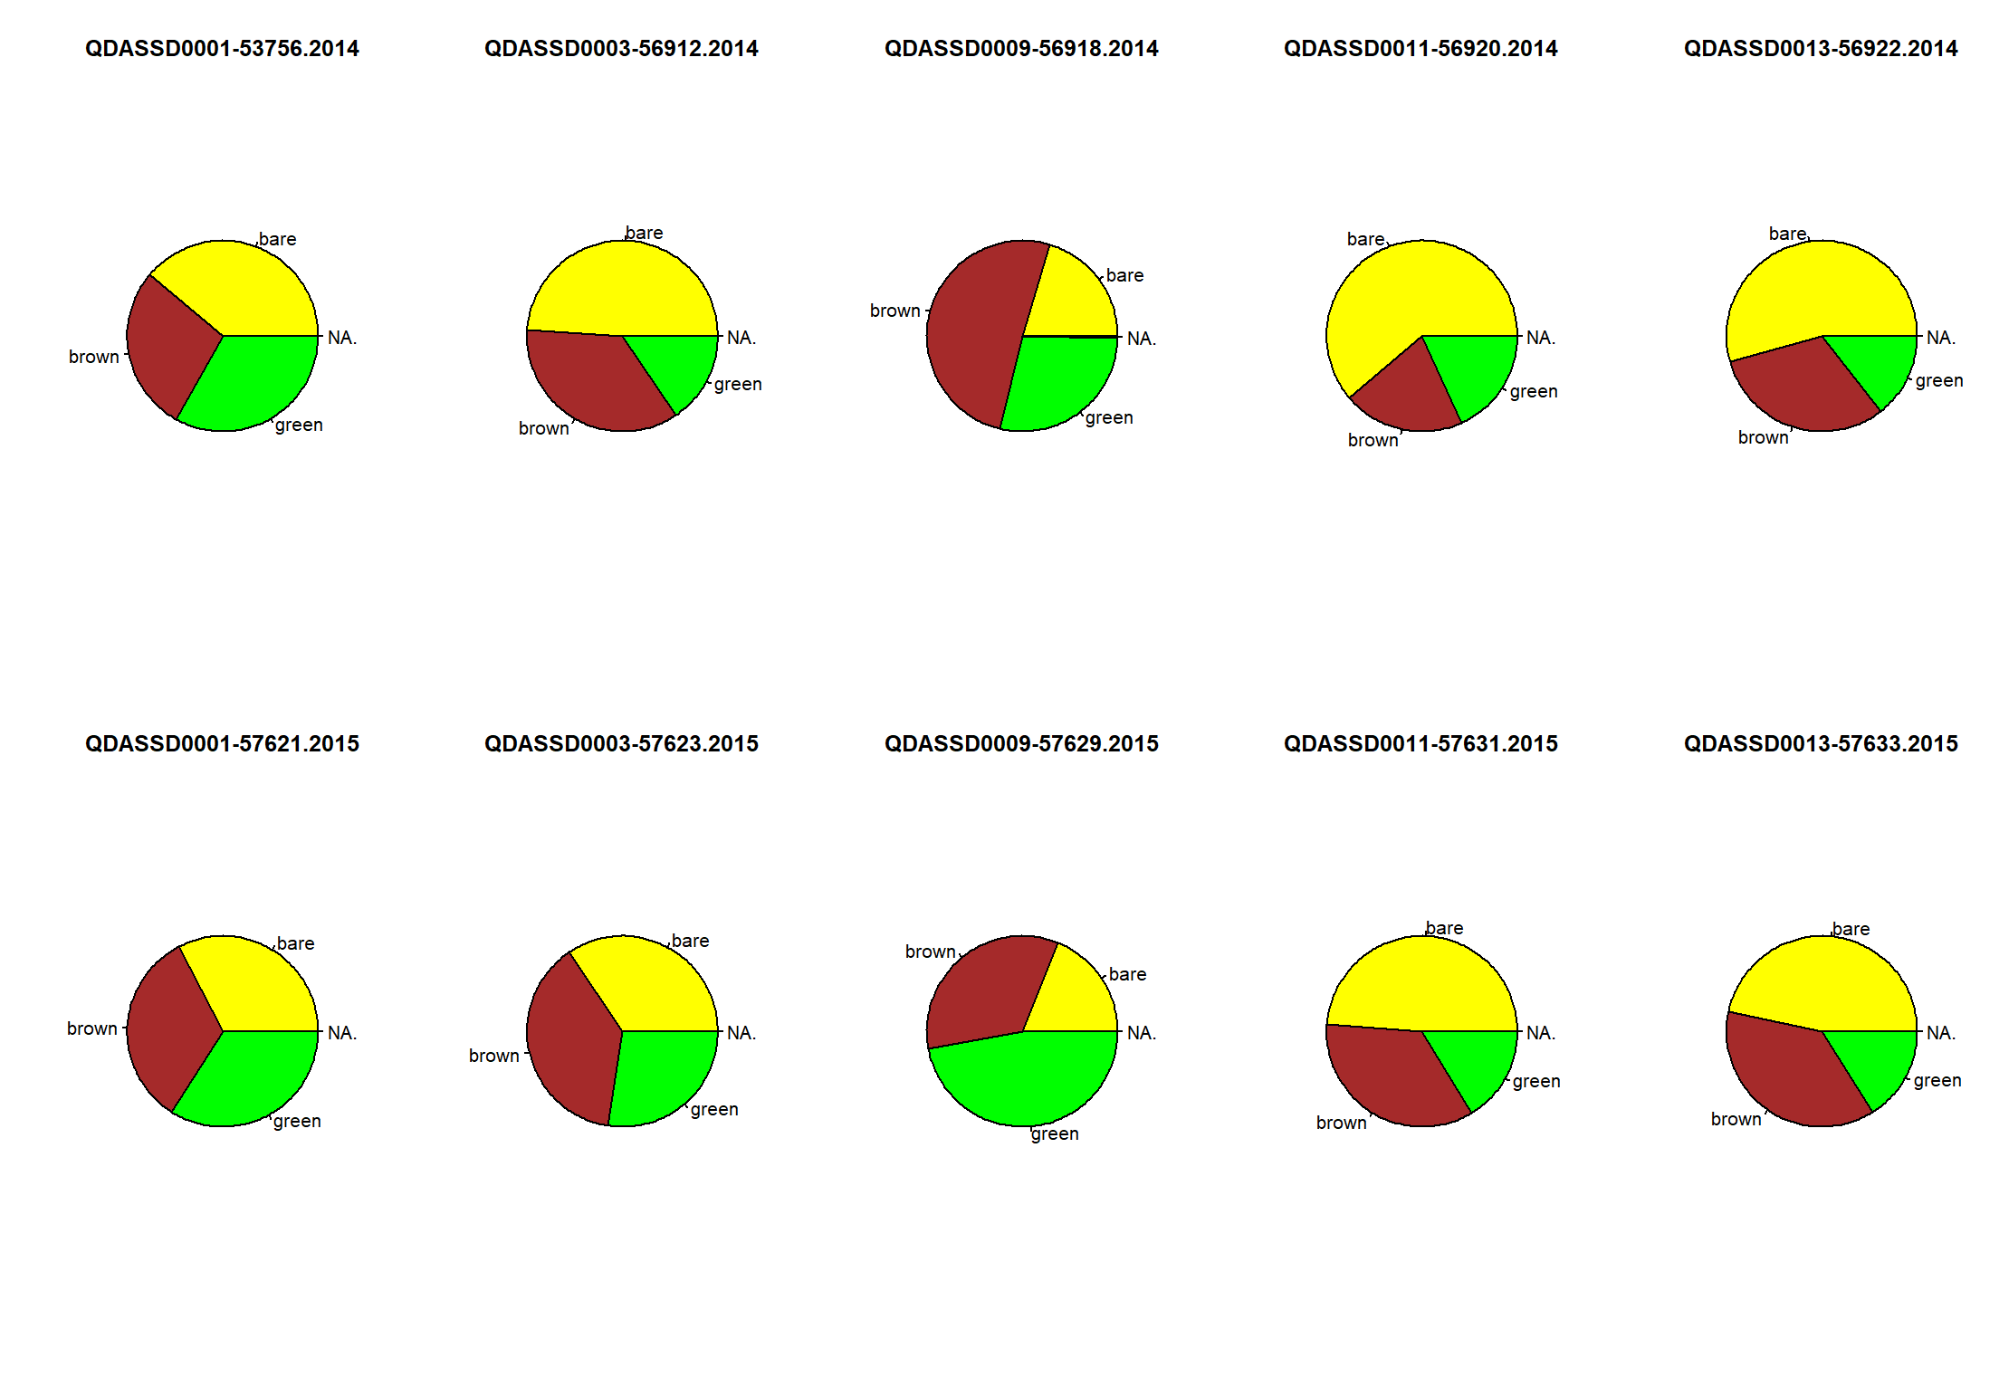 QDASSD0001-53756.2014
bare
brown
NA.
green
QDASSD0003-56912.2014
bare
NA.
green
brown
QDASSD0009-56918.2014
bare
brown
NA.
green
QDASSD0011-56920.2014
bare
NA.
green
brown
QDASSD0013-56922.2014
bare
NA.
green
brown
QDASSD0001-57621.2015
bare
brown
NA.
green
QDASSD0003-57623.2015
bare
NA.
brown
green
QDASSD0009-57629.2015
brown
bare
NA.
green
QDASSD0011-57631.2015
bare
NA.
green
brown
QDASSD0013-57633.2015
bare
NA.
green
brown